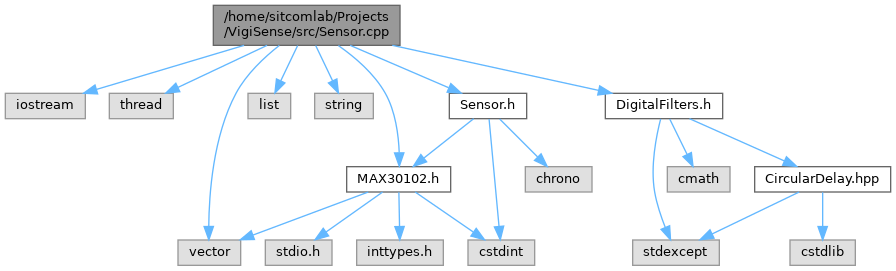 /home/sitcomlab/Projects
/VigiSense/src/Sensor.cpp
iostream
thread
list
string
Sensor.h
DigitalFilters.h
MAX30102.h
chrono
cmath
CircularDelay.hpp
vector
stdio.h
inttypes.h
cstdint
stdexcept
cstdlib